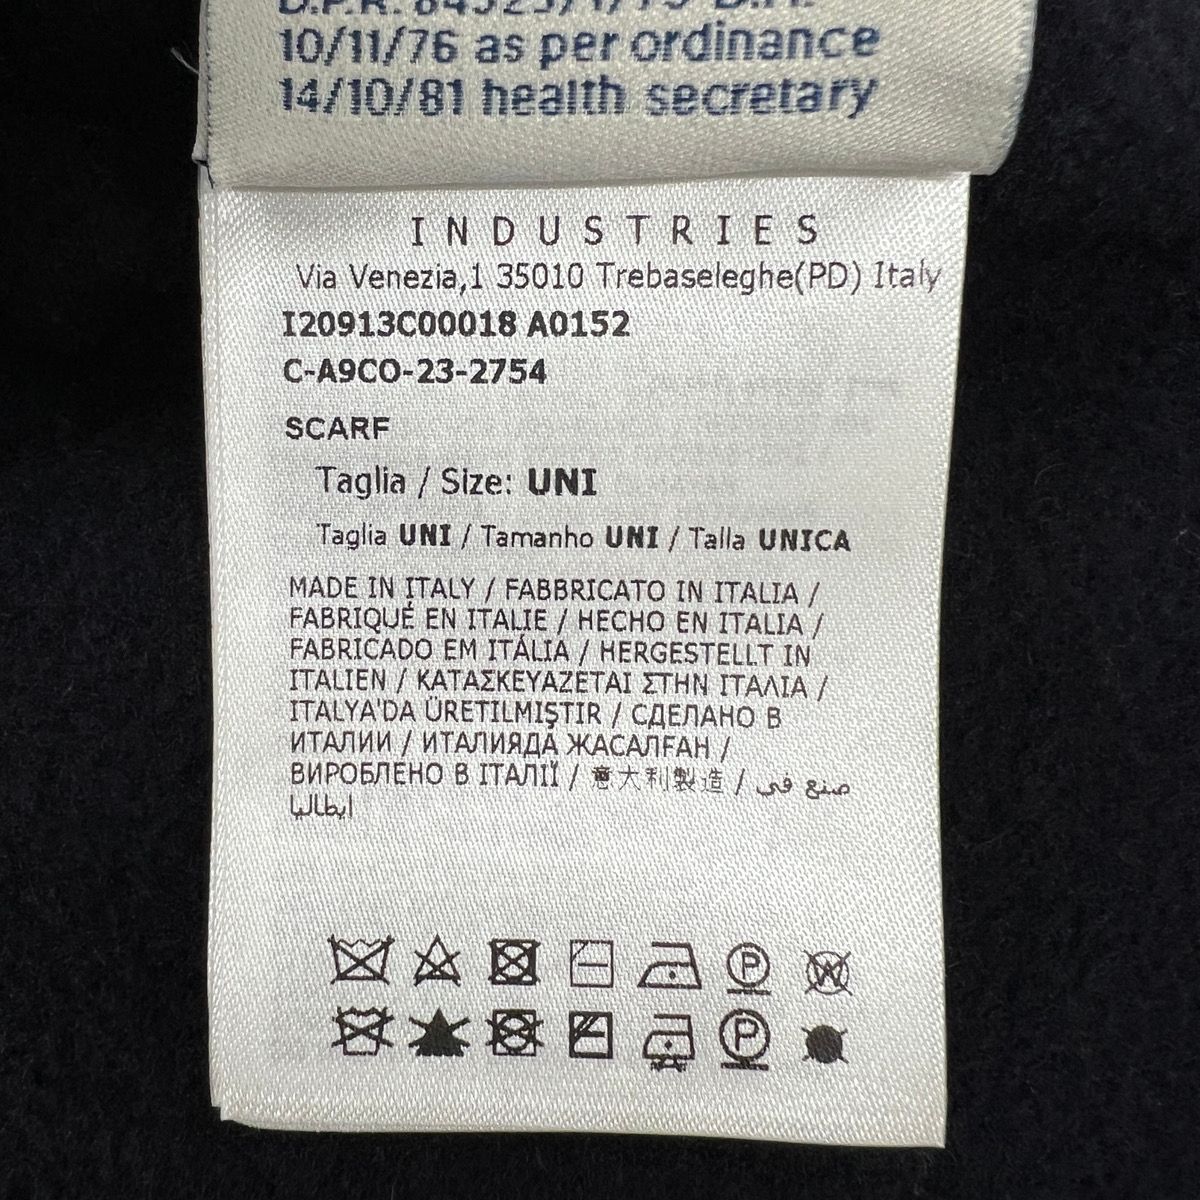 10/11/76 as per ordinance
14/10/81 health secretary
INDUSTRIES
Via Venezia,1 35010 Trebaseleghe(PD) Italy
I20913C00018 A0152
C-A9CO-23-2754
SCARF
Taglia / Size: UNI
Taglia UNI / Tamanho UNI / Talla UNICA
MADE IN ITALY / FABBRICATO IN ITALIA /
FABRIQUÉ EN ITALIE / HECHO EN ITALIA /
FABRICADO EM ITÁLIA / HERGESTELLT IN
ITALIEN / ΚΑΤΑΣΚΕΥΑΖΕΤΑΙ ΣΤΗΝ ΙΤΑΛΙΑ /
ITALYA'DA ÜRETILMIŞTIR / СДЕЛАНО В
ИТАЛИИ / ИТАЛИЯДА ЖАСАЛҒАН /
ВИРОБЛЕНО В ІТАЛІЇ / 意大利製造 / صنع في
ايطاليا
P
W
P